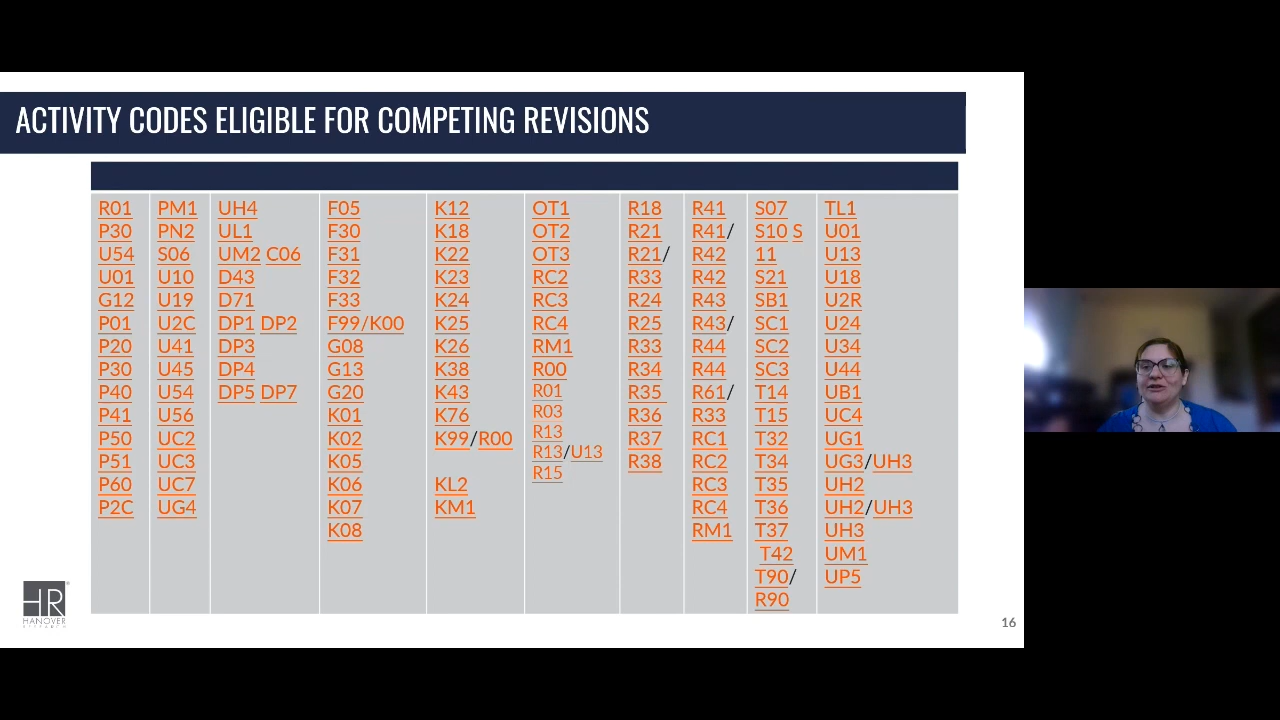 ACTIVITY CODES ELIGIBLE FOR COMPETING REVISIONS
R01
P30
U54
U01
G12
P01
P20
P30
P40
P41
P50
P51
P60
P2C
PM1
PN2
S06
U10
U19
U2C
U41
U45
U54
U56
UC2
UC3
UC7
UG4
UH4
UL1
UM2 C06
D43
D71
DP1 DP2
DP3
DP4
DP5 DP7
F05
F30
F31
F32
F33
F99/K00
G08
G13
G20
K01
K02
K05
K06
K07
K08
K12
K18
K22
K23
K24
K25
K26
K38
K43
K76
K99/R00
KL2
KM1
OT1
OT2
OT3
RC2
RC3
RC4
RM1
R00
R01
R03
R13
R13/U13
R15
R18
R21
R21/
R33
R24
R25
R33
R34
R35
R36
R37
R38
R41
R41/
R42
R42
R43
R43/
R44
R44
R61/
R33
RC1
RC2
RC3
RC4
RM1
S07
S10 S
11
S21
SB1
SC1
SC2
SC3
T14
T15
T32
T34
T35
T36
T37
T42
T90/
R90
TL1
U01
U13
U18
U2R
U24
U34
U44
UB1
UC4
UG1
UG3/UH3
UH2
UH2/UH3
UH3
UM1
UP5
HR
HANOVER
RESEARCH
16